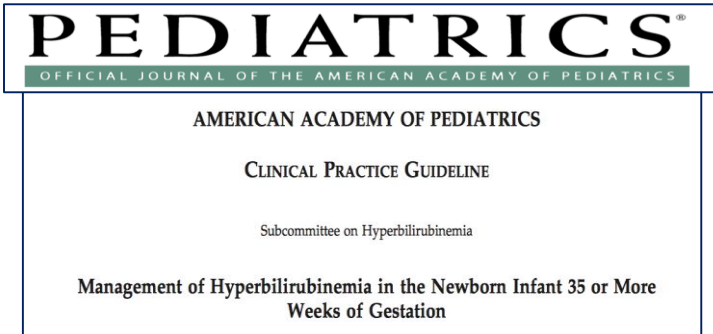 PEDIATRICS®
OFFICIAL JOURNAL OF THE AMERICAN ACADEMY OF PEDIATRICS
AMERICAN ACADEMY OF PEDIATRICS
CLINICAL PRACTICE GUIDELINE
Subcommittee on Hyperbilirubinemia
Management of Hyperbilirubinemia in the Newborn Infant 35 or More
Weeks of Gestation